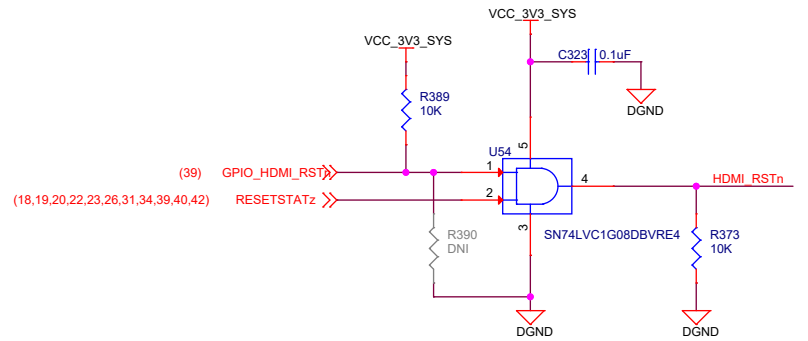 VCC_3V3_SYS
VCC_3V3_SYS
C323
0.1uF
DGND
R389
10K
U54
5
(39)
GPIO_HDMI_RSTn
1
4
HDMI_RSTn
(18,19,20,22,23,26,31,34,39,40,42)
RESETSTATz
2
3
SN74LVC1G08DBVRE4
R390
DNI
R373
10K
DGND
DGND